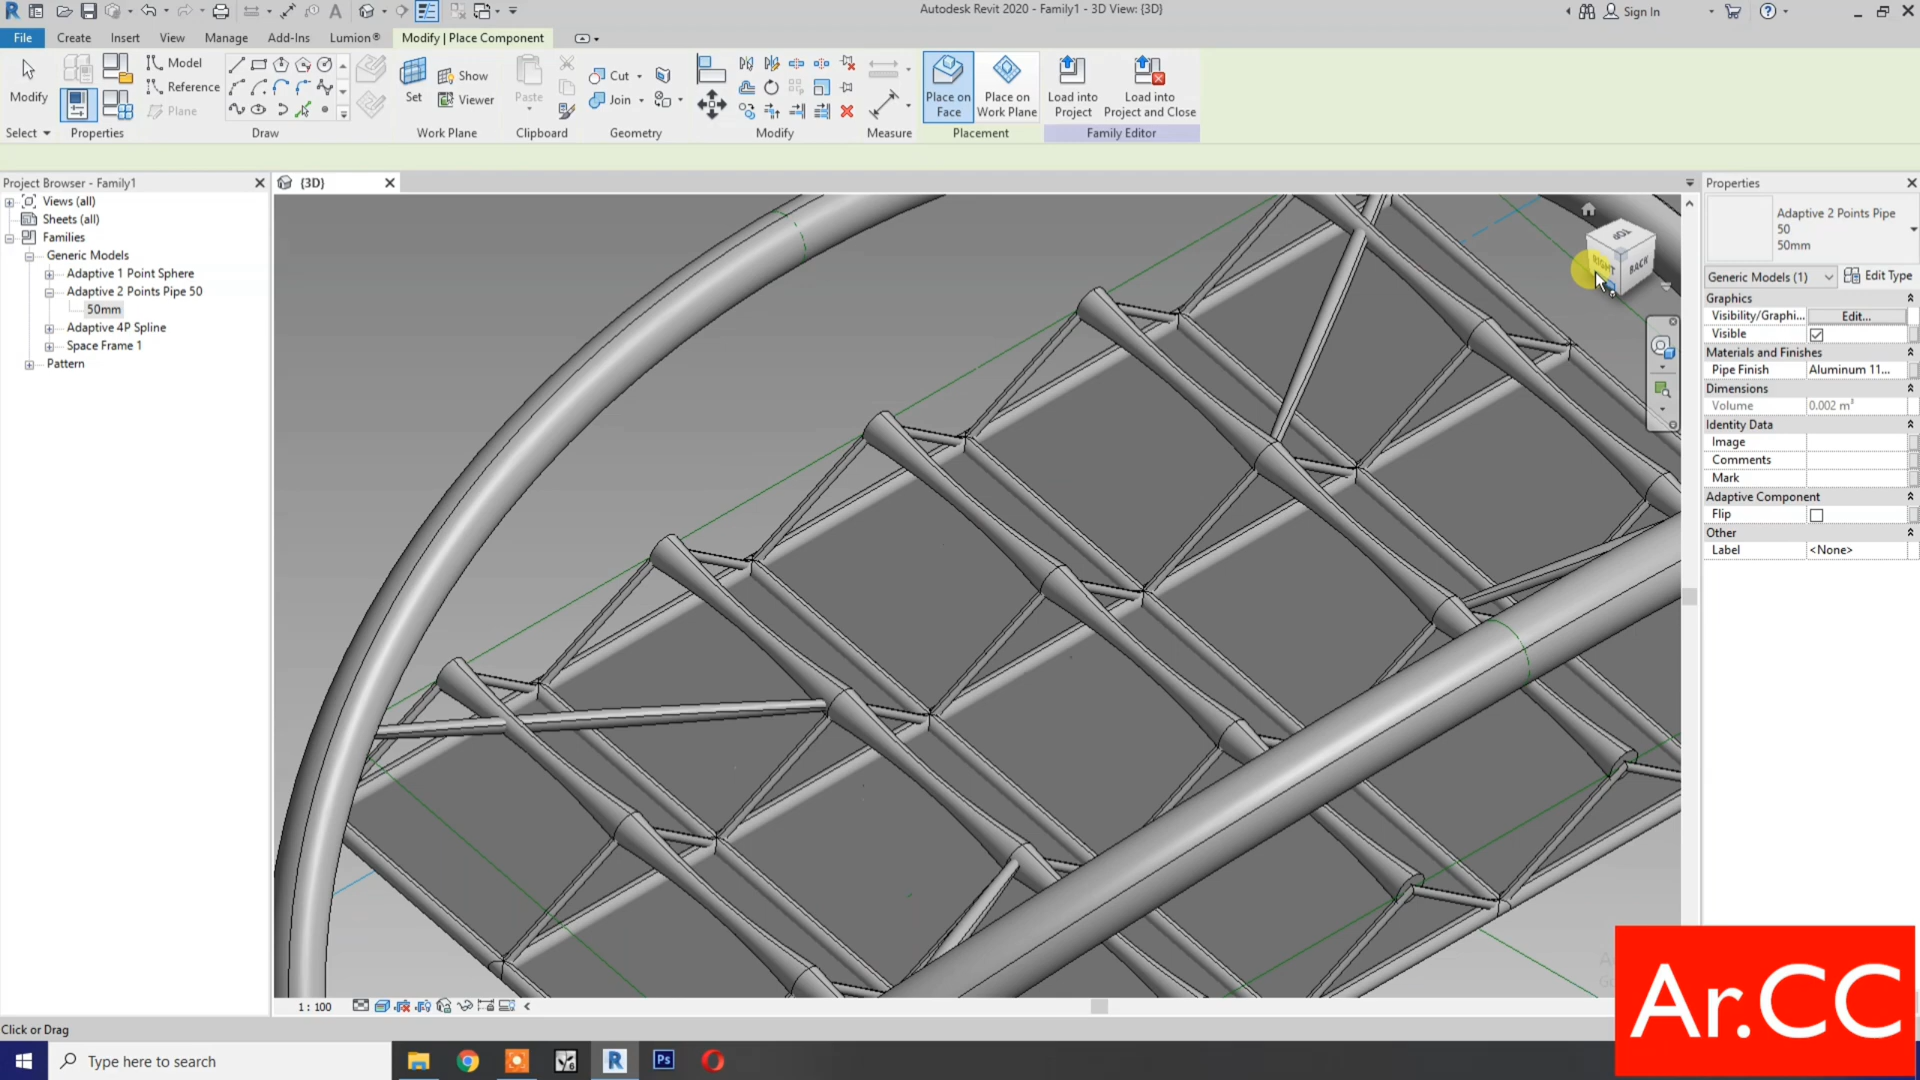 Autodesk Revit 2020 - Family1 - 3D View: {3D}
Sign In
File
Create
Insert
View
Manage
Add-Ins
Lumion®
Modify | Place Component
Modify
Select
Properties
Model
Reference
Plane
Draw
Set
Show
Viewer
Work Plane
Paste
Clipboard
Cut
Join
Geometry
Modify
Measure
Place on Face
Place on Work Plane
Placement
Load into Project
Load into Project and Close
Family Editor
Project Browser - Family1
Views (all)
Sheets (all)
Families
Generic Models
Adaptive 1 Point Sphere
Adaptive 2 Points Pipe 50
50mm
Adaptive 4P Spline
Space Frame 1
Pattern
{3D}
TOP
RIGHT
BACK
Properties
Adaptive 2 Points Pipe
50
50mm
Generic Models (1)
Edit Type
Graphics
Visibility/Graphi...
Edit...
Visible
Materials and Finishes
Pipe Finish
Aluminum 11...
Dimensions
Volume
0.002 m³
Identity Data
Image
Comments
Mark
Adaptive Component
Flip
Other
Label
<None>
1 : 100
Click or Drag
Type here to search
R
Ps
Ar.CC